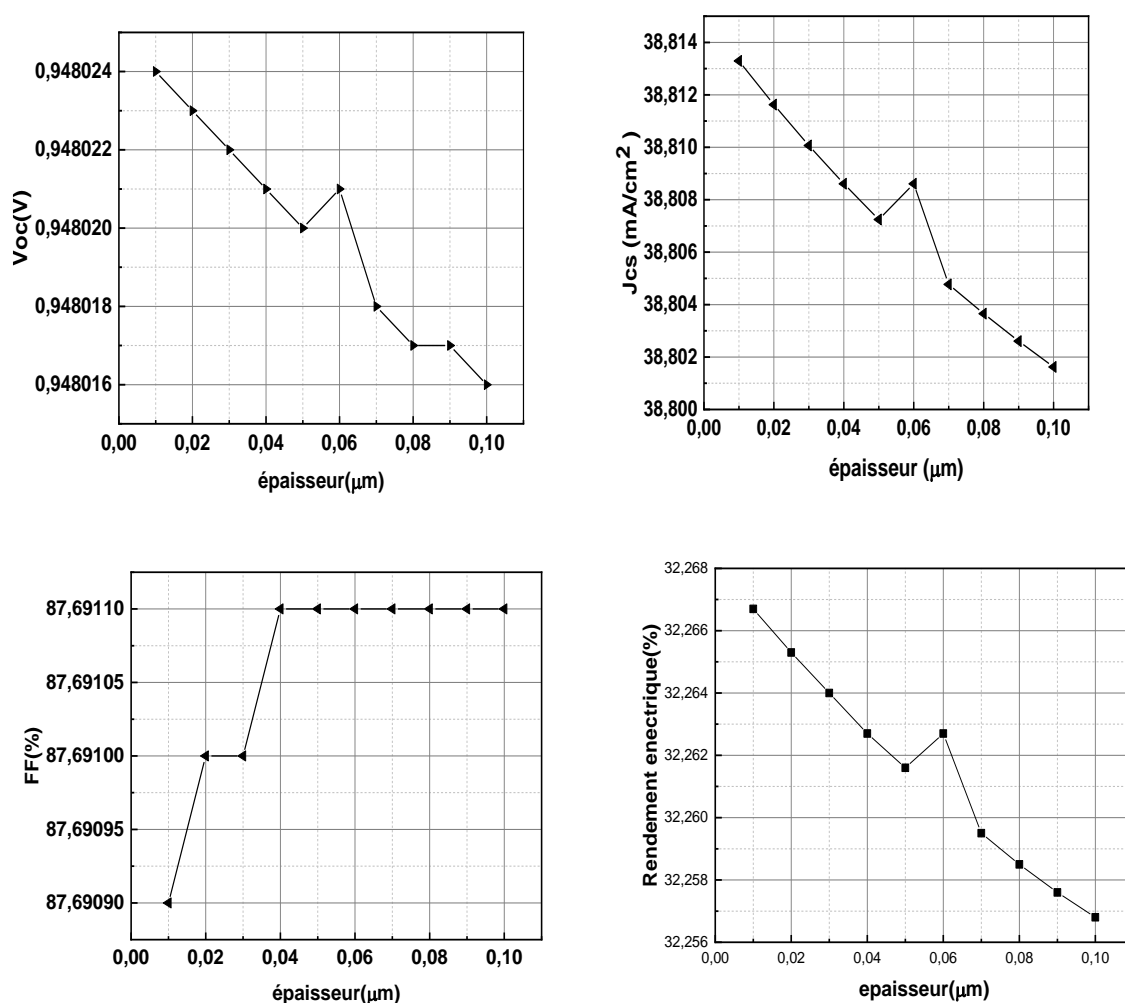 0,948024
0,948022
0,948020
0,948018
0,948016
Voc(V)
0,00 0,02 0,04 0,06 0,08 0,10
épaisseur(μm)
38,814
38,812
38,810
38,808
38,806
38,804
38,802
38,800
Jcs (mA/cm²)
0,00 0,02 0,04 0,06 0,08 0,10
épaisseur (μm)
87,69110
87,69105
87,69100
87,69095
87,69090
FF(%)
0,00 0,02 0,04 0,06 0,08 0,10
épaisseur(μm)
32,268
32,266
32,264
32,262
32,260
32,258
32,256
Rendement enectrique(%)
0,00 0,02 0,04 0,06 0,08 0,10
epaisseur(μm)